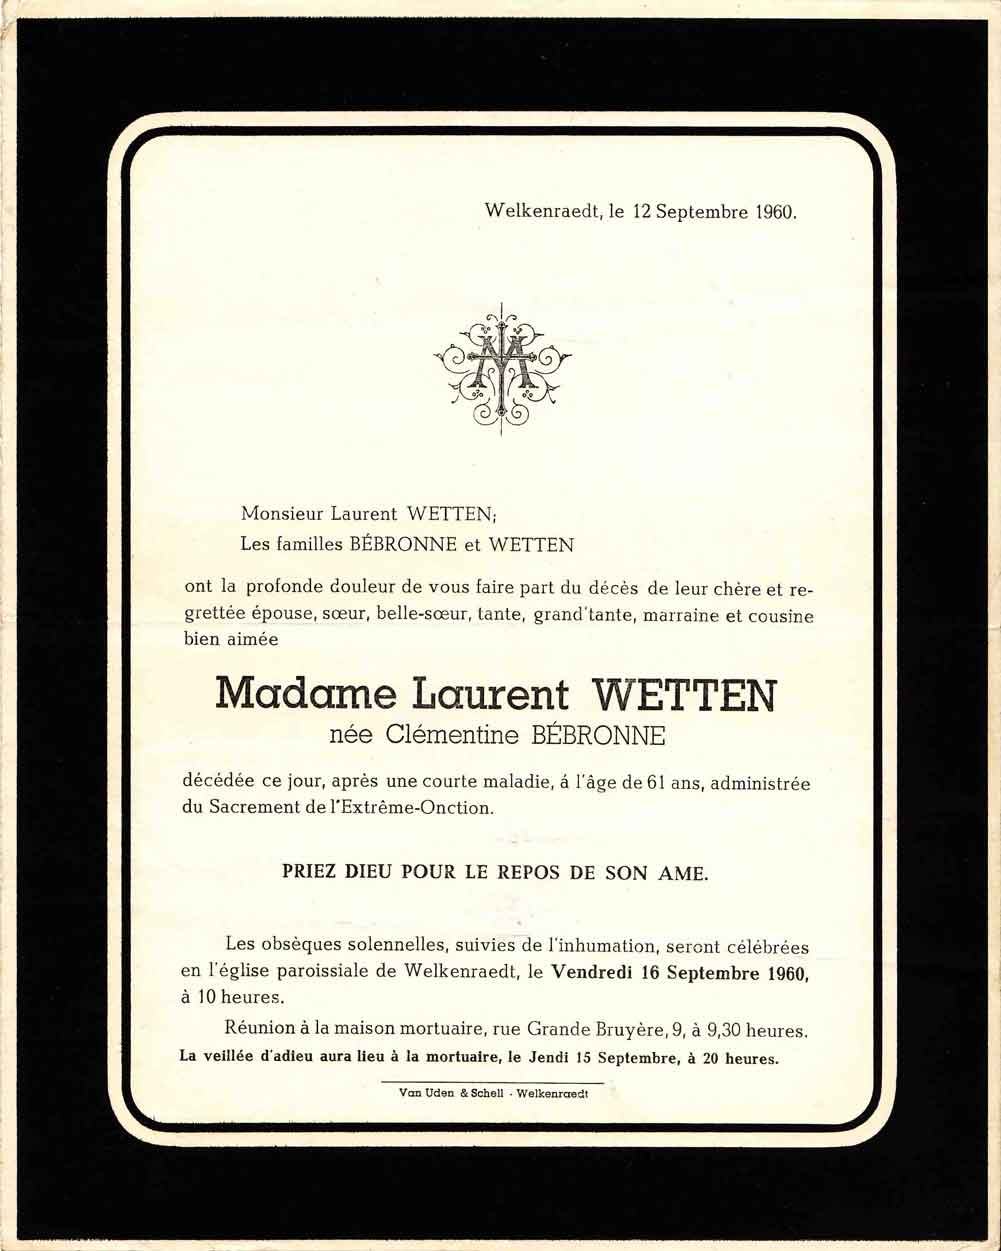 Welkenraedt, le 12 Septembre 1960.
Monsieur Laurent WETTEN;
Les familles BÉBRONNE et WETTEN
ont la profonde douleur de vous faire part du décès de leur chère et re-
grettée épouse, sœur, belle-sœur, tante, grand'tante, marraine et cousine
bien aimée
Madame Laurent WETTEN
née Clémentine BÉBRONNE
décédée ce jour, après une courte maladie, á l'âge de 61 ans, administrée
du Sacrement de l'Extrême-Onction.
PRIEZ DIEU POUR LE REPOS DE SON AME.
Les obsèques solennelles, suivies de l'inhumation, seront célébrées
en l'église paroissiale de Welkenraedt, le Vendredi 16 Septembre 1960,
à 10 heures.
Réunion à la maison mortuaire, rue Grande Bruyère, 9, à 9,30 heures.
La veillée d'adieu aura lieu à la mortuaire, le Jendi 15 Septembre, à 20 heures.
Van Uden & Schell - Welkenraedt